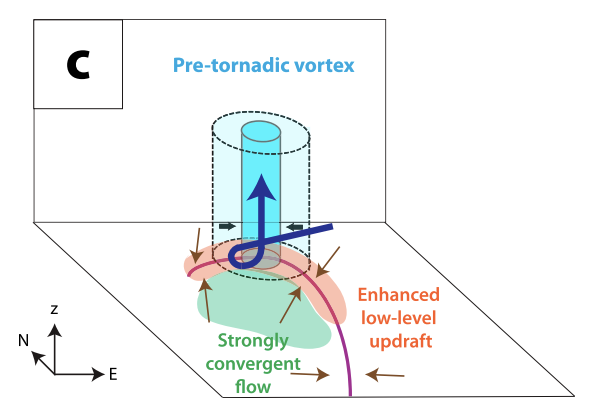 C
Pre-tornadic vortex
Enhanced
low-level
updraft
Strongly
convergent
flow
z
N
E